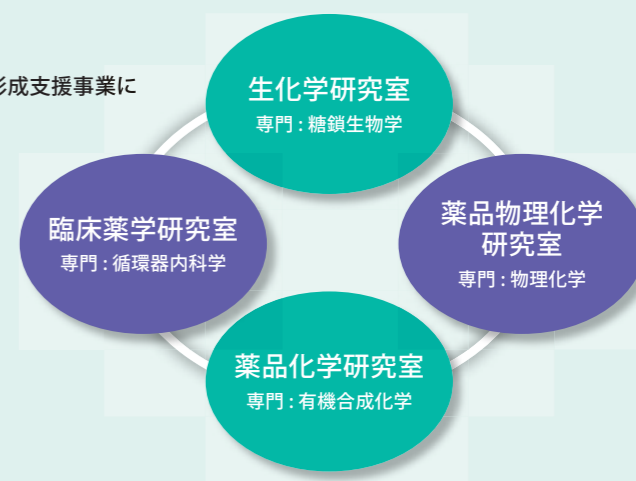 形成支援事業に
生化学研究室
専門 : 糖鎖生物学
臨床薬学研究室
専門 : 循環器内科学
薬品物理化学
研究室
専門 : 物理化学
薬品化学研究室
専門 : 有機合成化学